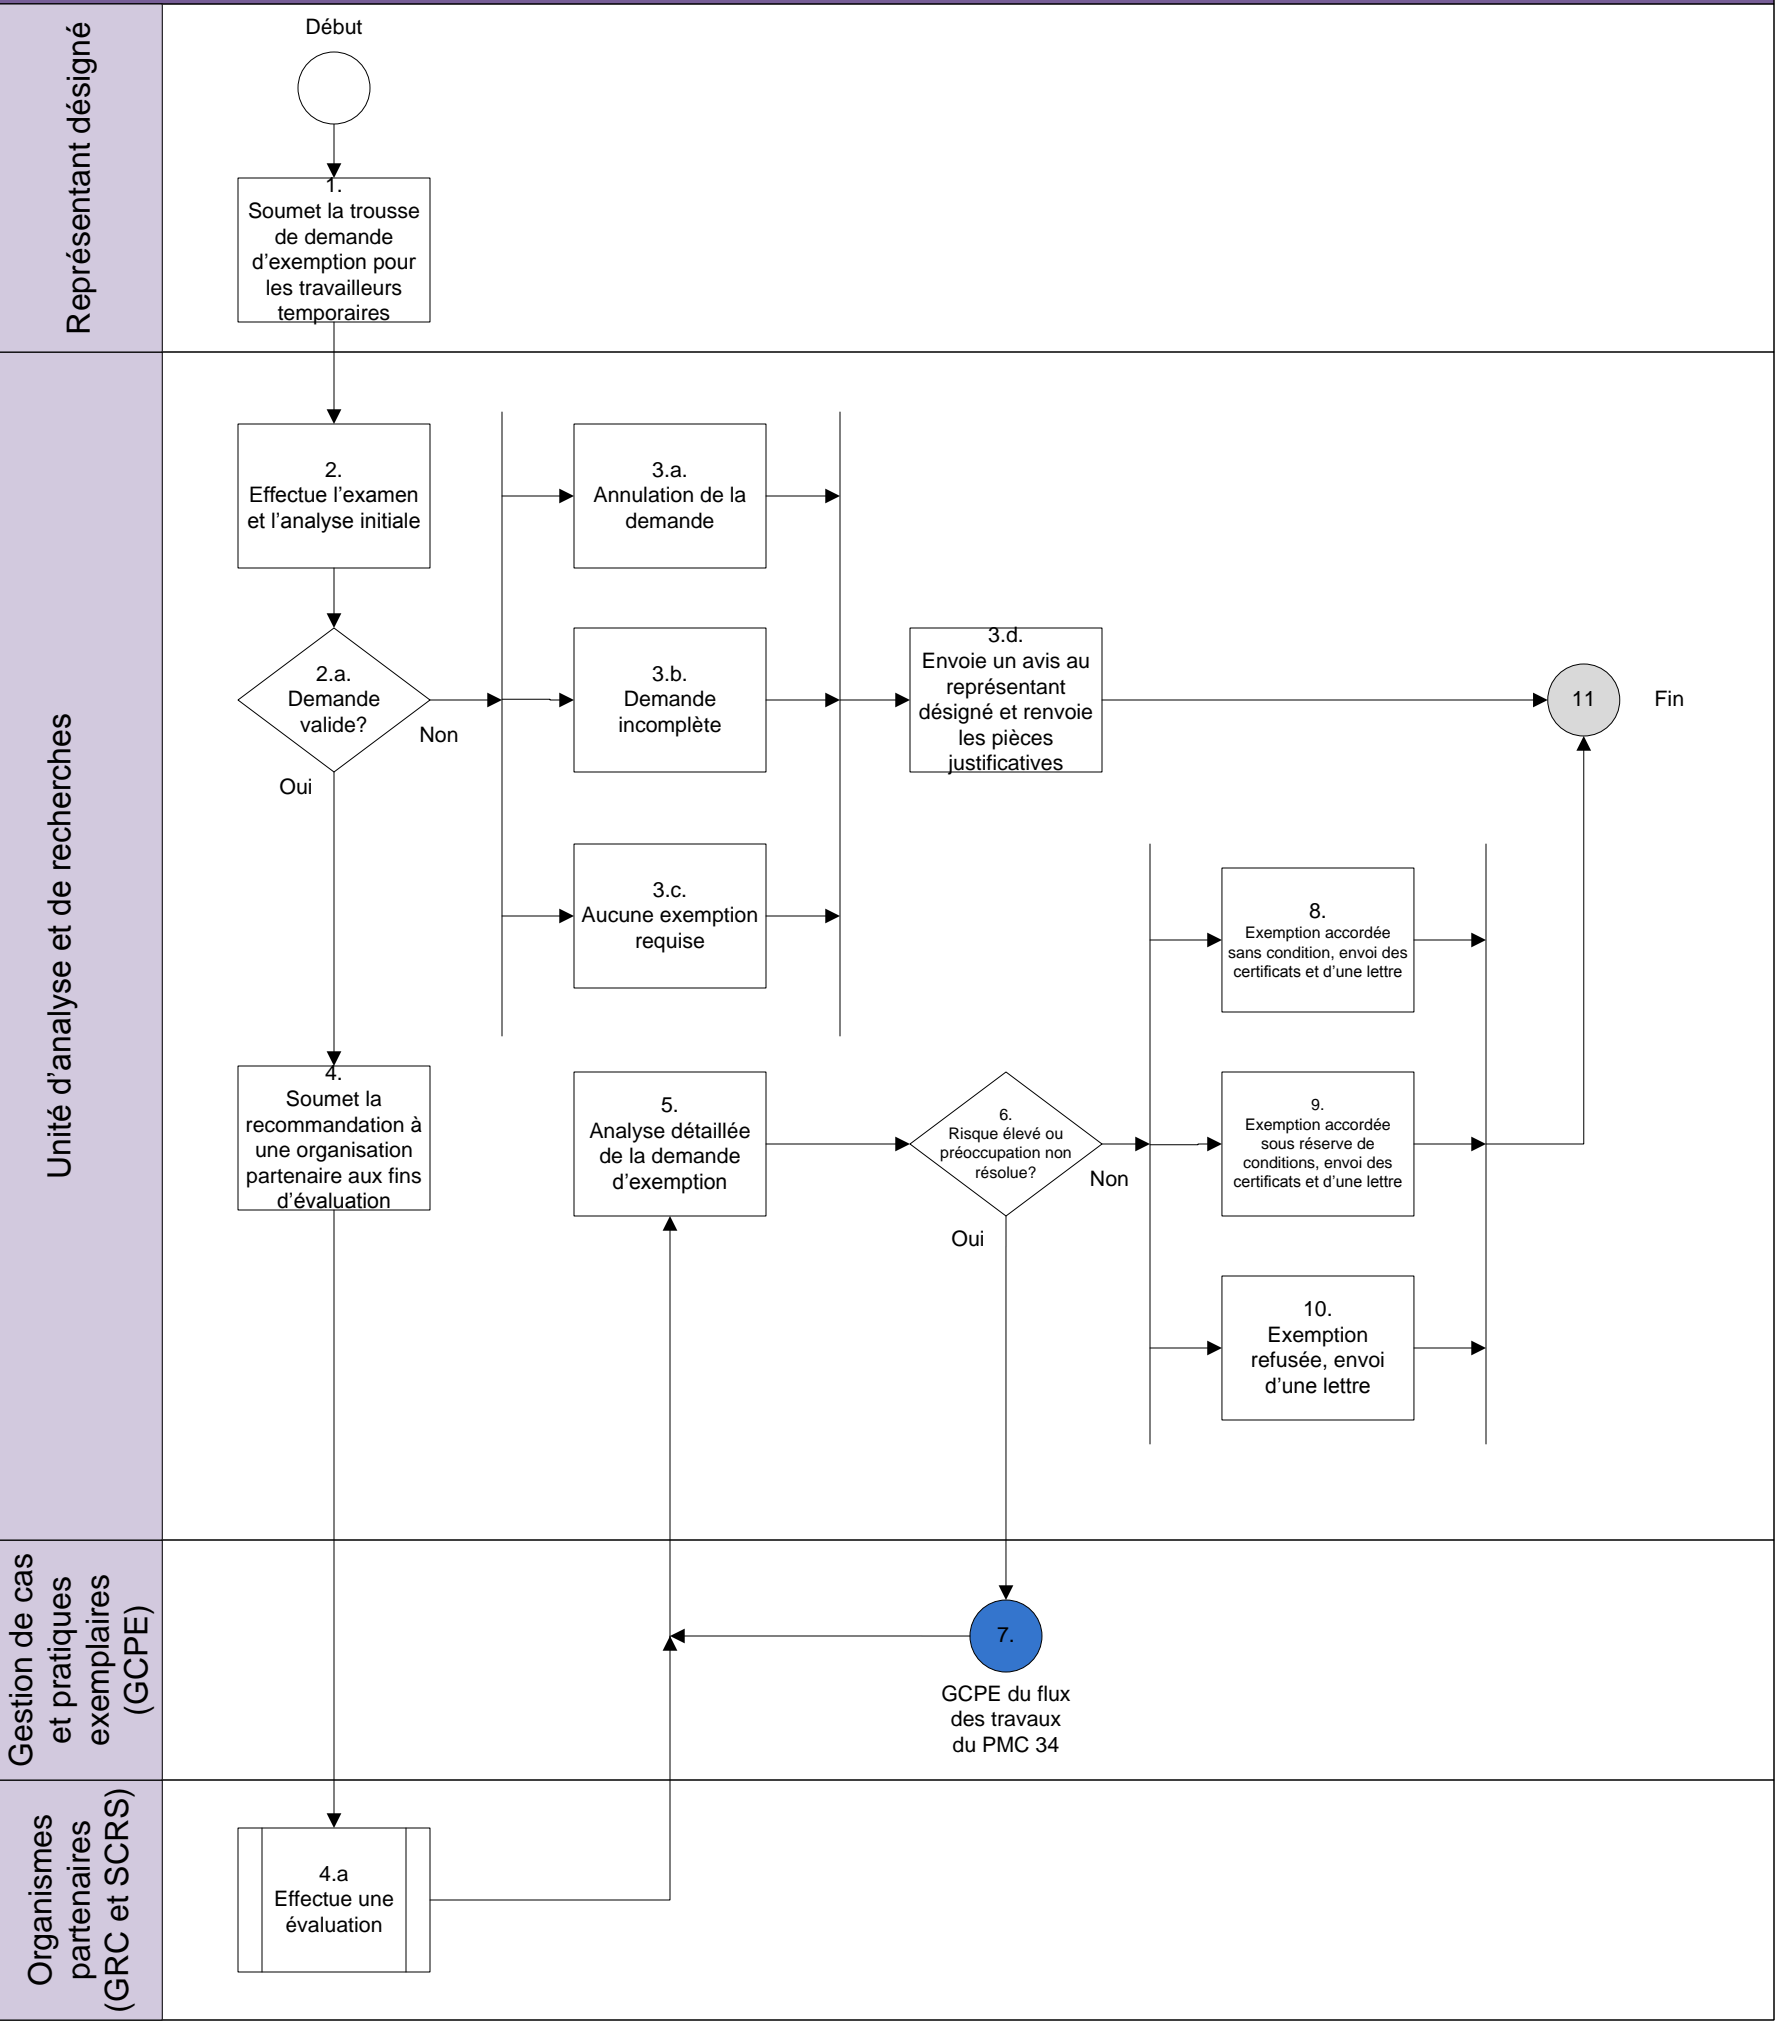 Représentant désigné
Début
1.
Soumet la trousse
de demande
d’exemption pour
les travailleurs
temporaires
Unité d’analyse et de recherches
2.
Effectue l’examen
et l’analyse initiale
2.a.
Demande
valide?
Non
Oui
3.a.
Annulation de la
demande
3.b.
Demande
incomplète
3.c.
Aucune exemption
requise
3.d.
Envoie un avis au
représentant
désigné et renvoie
les pièces
justificatives
11
Fin
4.
Soumet la
recommandation à
une organisation
partenaire aux fins
d’évaluation
5.
Analyse détaillée
de la demande
d’exemption
6.
Risque élevé ou
préoccupation non
résolue?
Non
Oui
8.
Exemption accordée
sans condition, envoi des
certificats et d’une lettre
9.
Exemption accordée
sous réserve de
conditions, envoi des
certificats et d’une lettre
10.
Exemption
refusée, envoi
d’une lettre
Gestion de cas
et pratiques
exemplaires
(GCPE)
7.
GCPE du flux
des travaux
du PMC 34
Organismes
partenaires
(GRC et SCRS)
4.a
Effectue une
évaluation